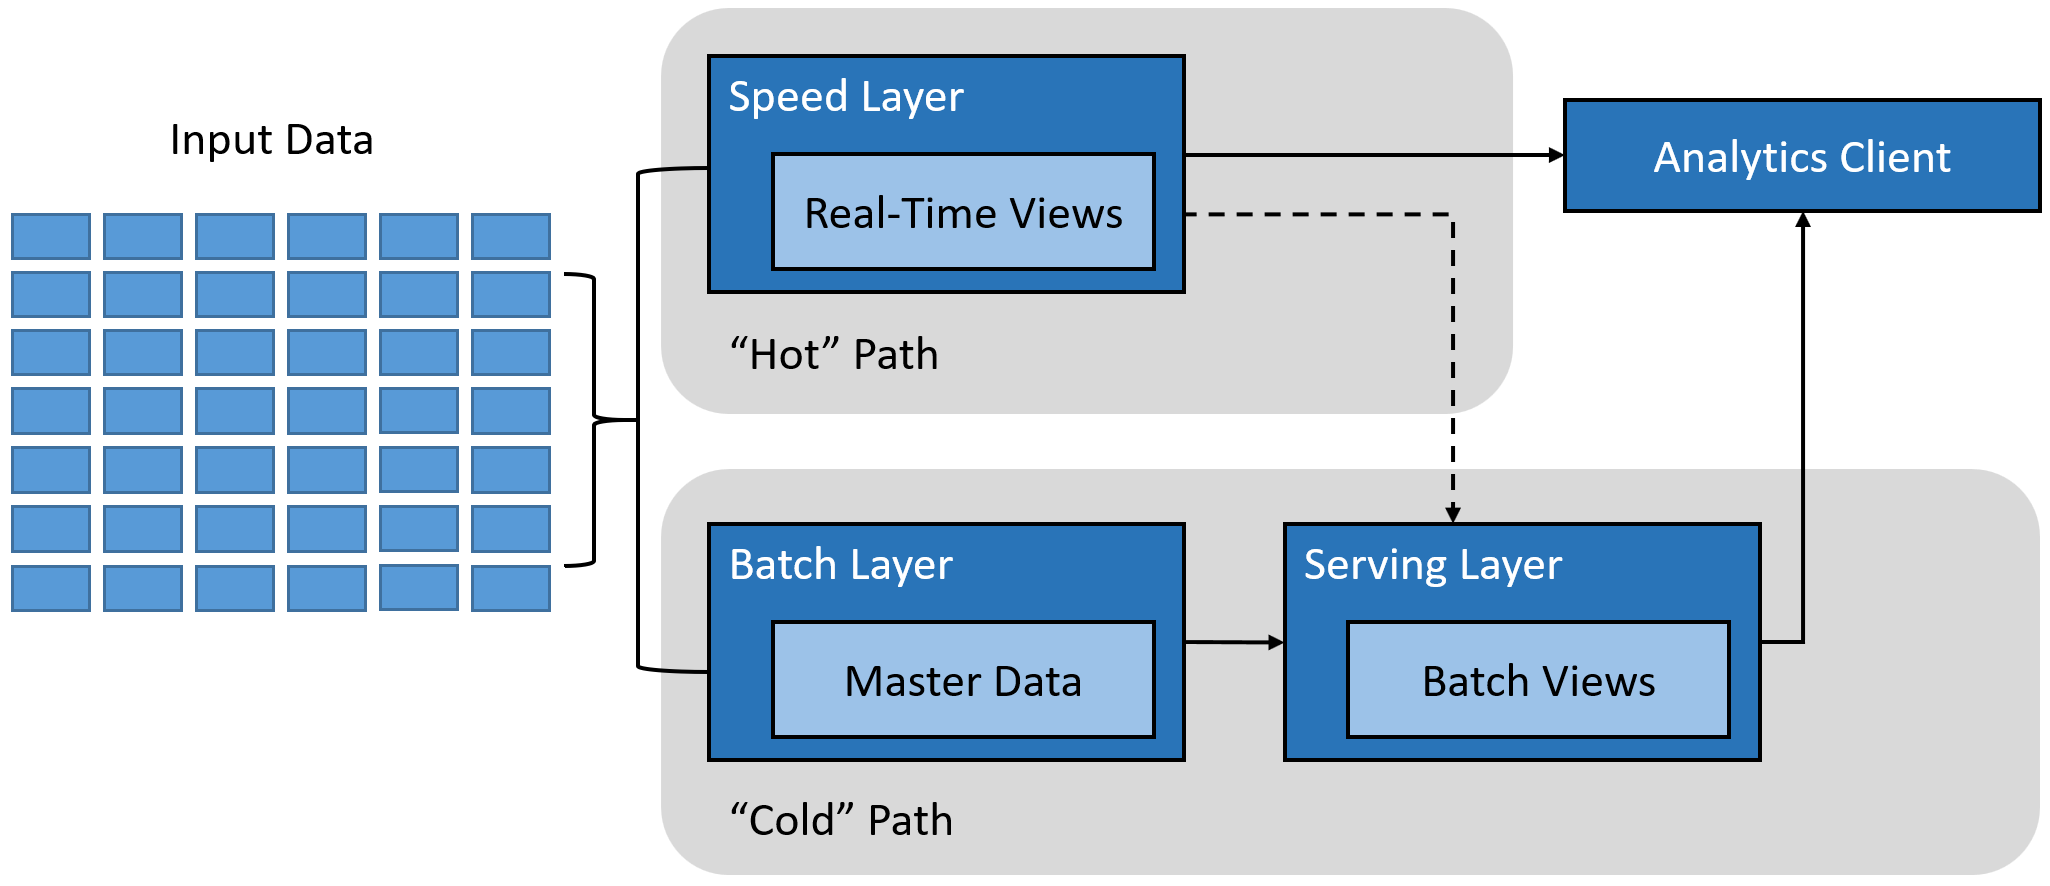 Input Data
Speed Layer
Real-Time Views
“Hot” Path
Analytics Client
Batch Layer
Master Data
Serving Layer
Batch Views
“Cold” Path